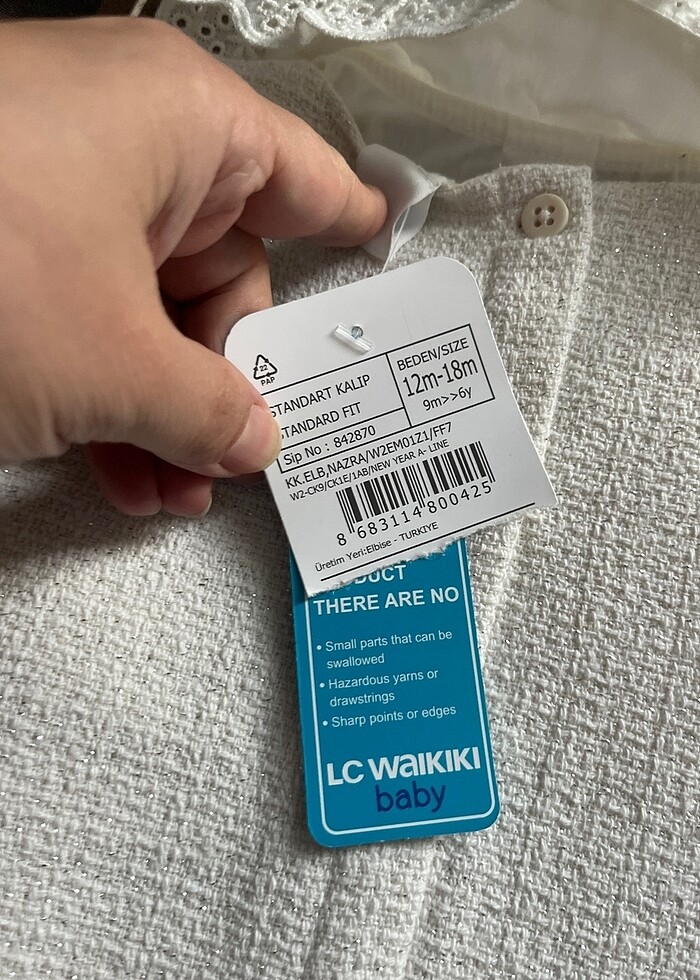 22
PAP
STANDART KALIP
STANDARD FIT
BEDEN/SIZE
12m-18m
9m>>6y
Sip No : 842870
KK.ELB,NAZRA/W2EM01Z1/FF7
W2-CK9/CK1E/1AB/NEW YEAR A- LINE
8 683114 800425
Üretim Yeri:Elbise - TURKIYE
THERE ARE NO
• Small parts that can be
swallowed
• Hazardous yarns or
drawstrings
• Sharp points or edges
LC WAIKIKI
baby